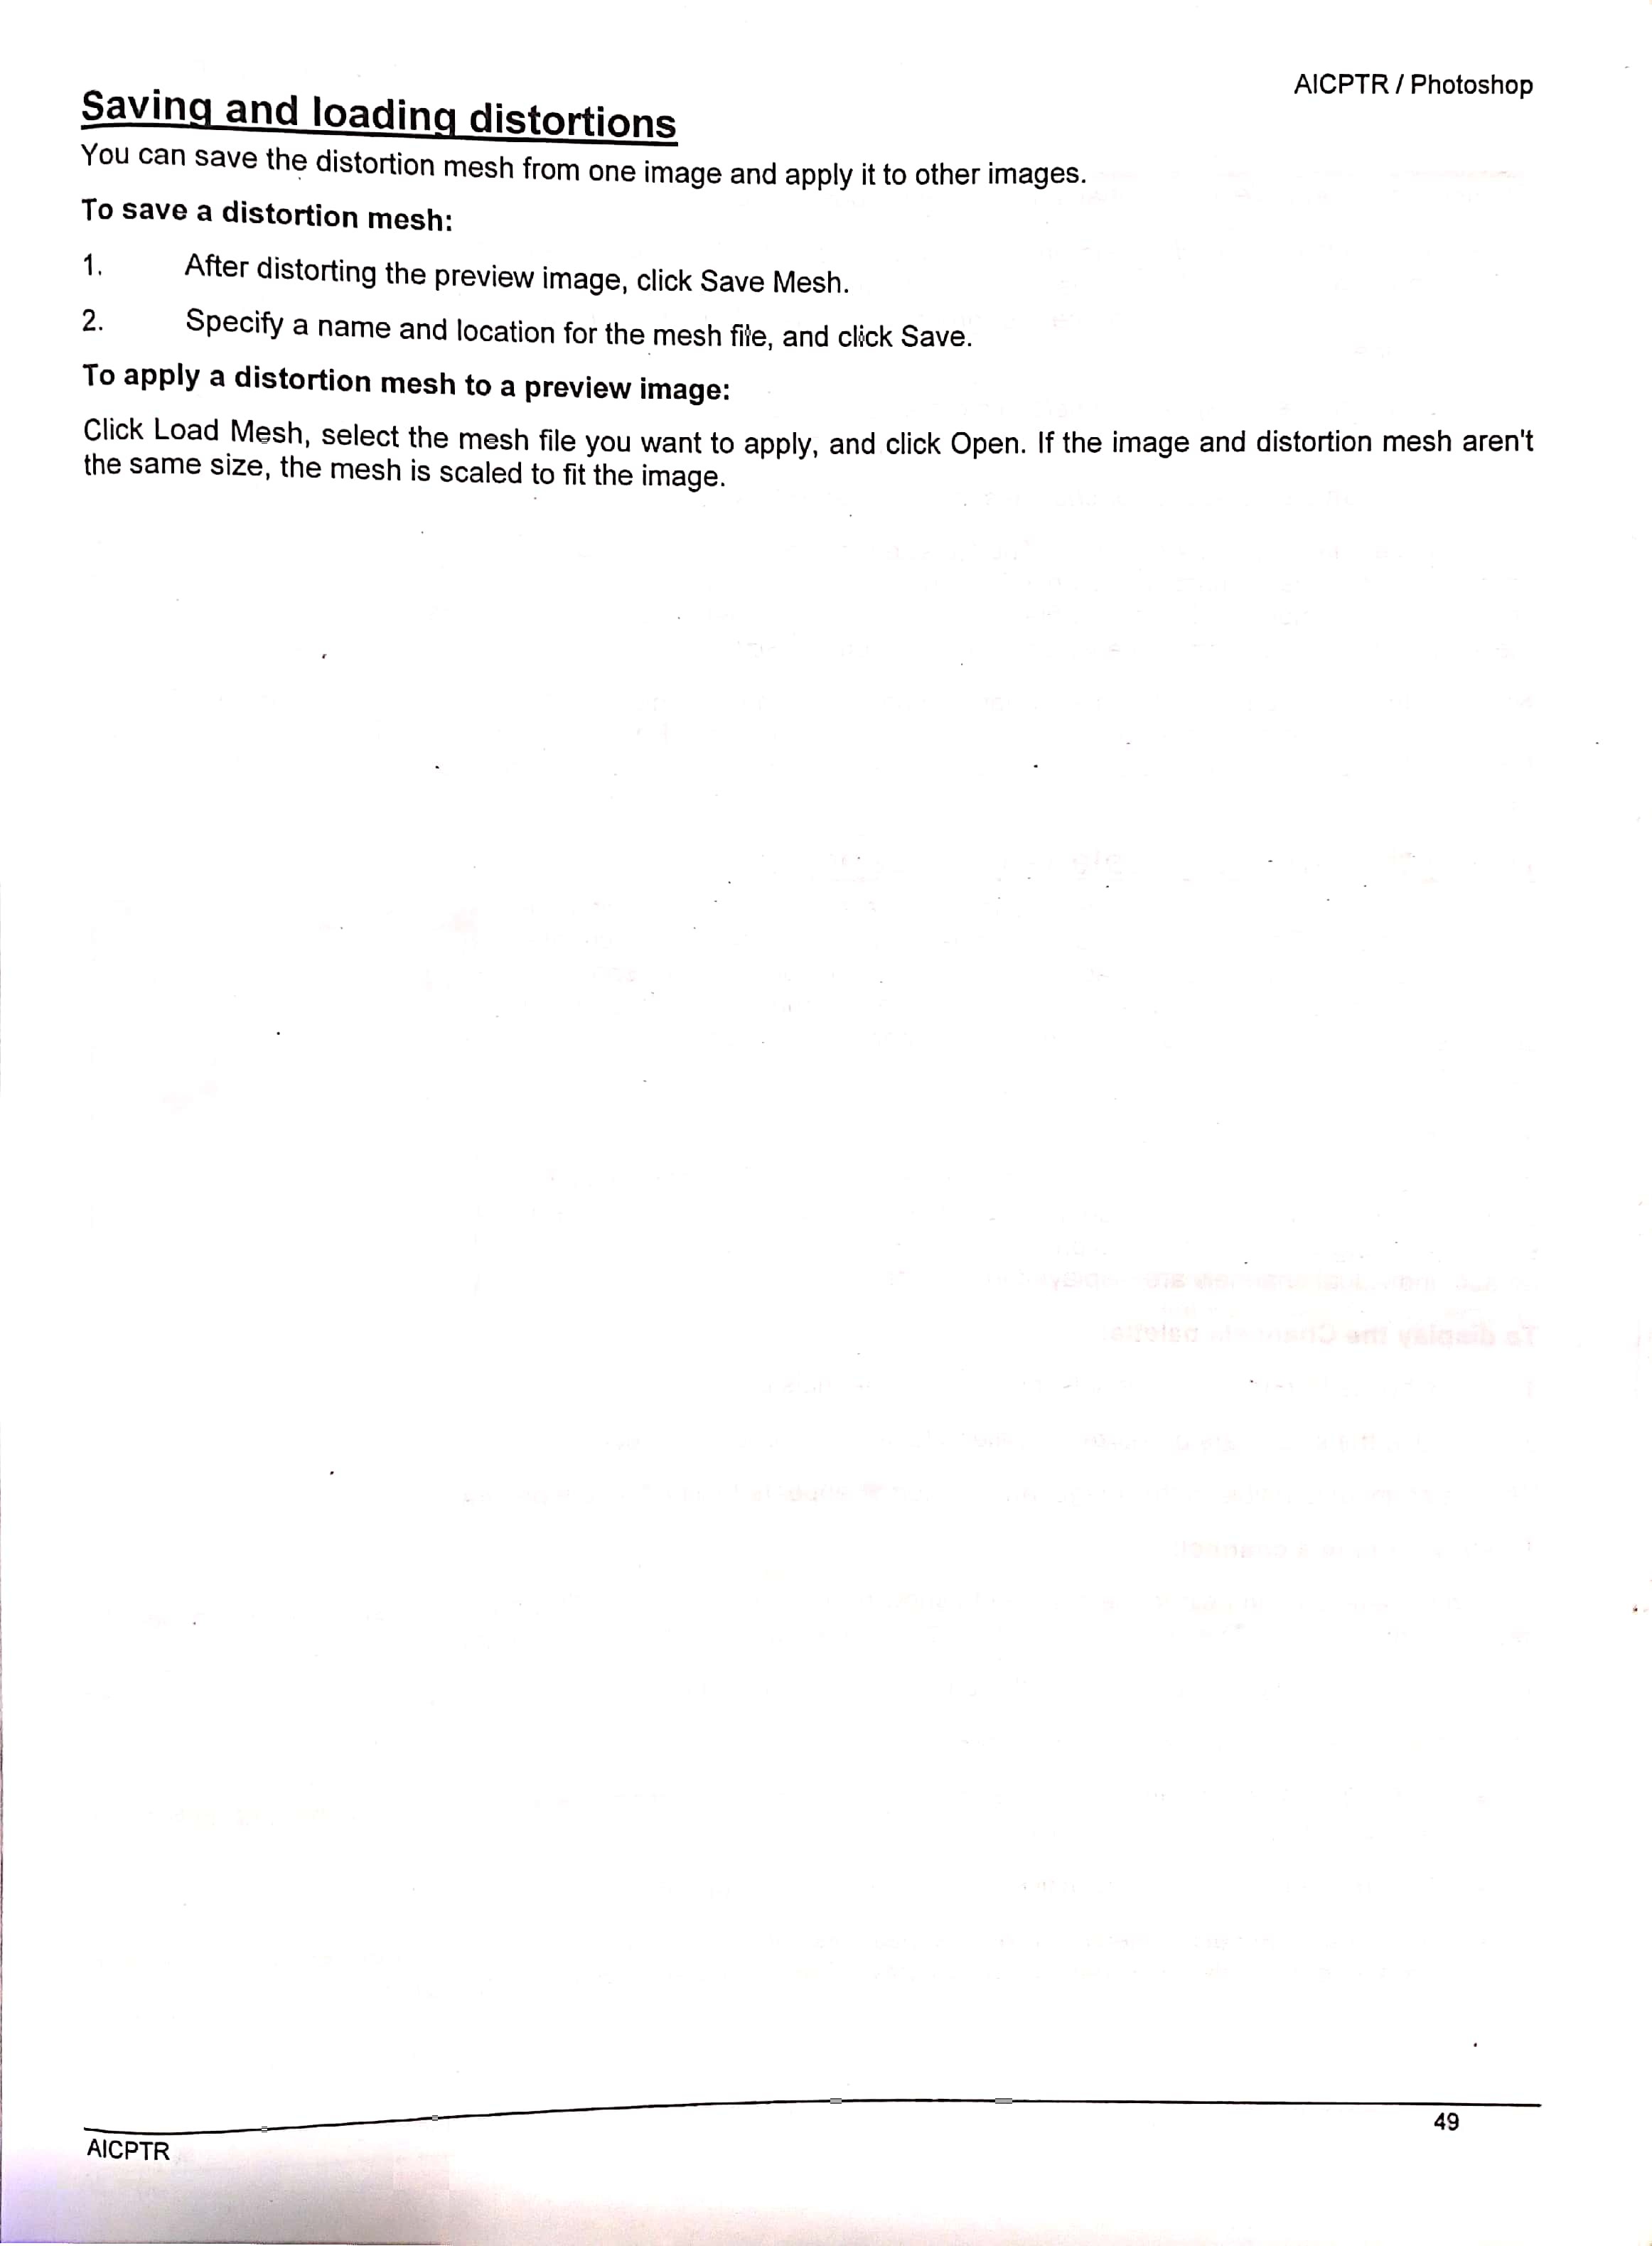 AICPTR / Photoshop
Saving and loading distortions
You can save the distortion mesh from one image and apply it to other images.
To save a distortion mesh:
1. After distorting the preview image, click Save Mesh.
2. Specify a name and location for the mesh file, and click Save.
To apply a distortion mesh to a preview image:
Click Load Mesh, select the mesh file you want to apply, and click Open. If the image and distortion mesh aren't
the same size, the mesh is scaled to fit the image.
49
AICPTR